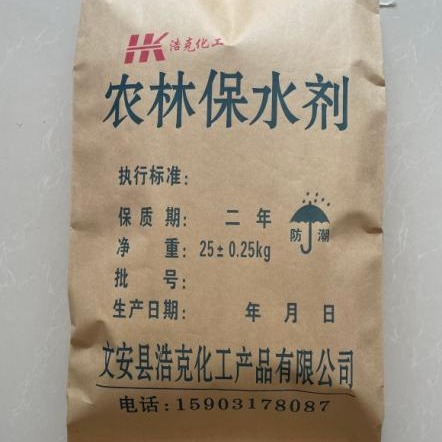 HK 浩克化工
农林保水剂
执行标准:
保质期: 二年
净重: 25±0.25kg
防潮
批号:
生产日期: 年 月 日
文安县浩克化工产品有限公司
电话: 15903178087